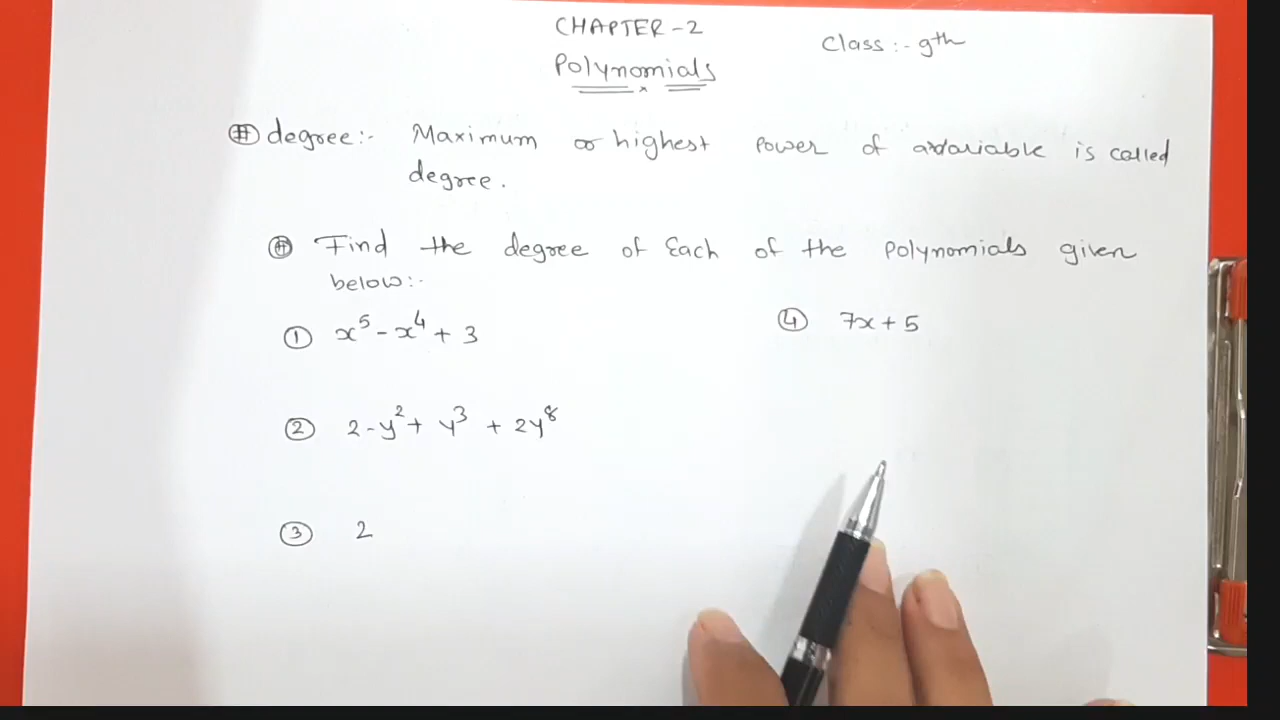 CHAPTER-2
Class:- 9th
Polynomials
degree:- Maximum or highest power of a variable is called
degree.
Find the degree of Each of the polynomials given
below:-
① x⁵ - x⁴ + 3
④ 7x + 5
② 2 - y² + y³ + 2y⁸
③ 2